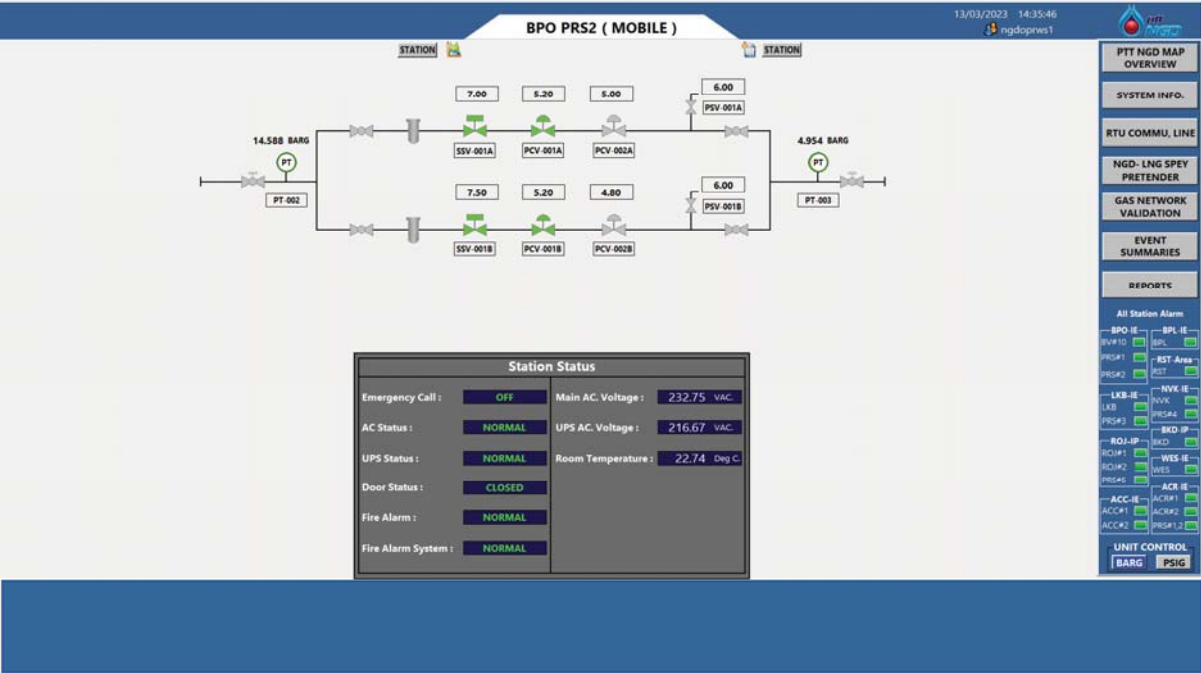 BPO PRS2 ( MOBILE )
13/03/2023 14:35:46
ngdoprws1
ptt
NGD
STATION
STATION
7.00 5.20 5.00 6.00
PSV-001A
14.588 BARG
PT
PT-002
SSV-001A PCV-001A PCV-002A
4.954 BARG
PT
PT-003
7.50 5.20 4.80 6.00
PSV-001B
SSV-001B PCV-001B PCV-002B
Station Status
Emergency Call : OFF
AC Status : NORMAL
UPS Status : NORMAL
Door Status : CLOSED
Fire Alarm : NORMAL
Fire Alarm System : NORMAL
Main AC. Voltage : 232.75 VAC.
UPS AC. Voltage : 216.67 VAC.
Room Temperature : 22.74 Deg C.
PTT NGD MAP
OVERVIEW
SYSTEM INFO.
RTU COMMU, LINE
NGD- LNG SPEY
PRETENDER
GAS NETWORK
VALIDATION
EVENT
SUMMARIES
REPORTS
All Station Alarm
BPO-IE
BV#10
PRS#1
PRS#2
BPL-IE
BPL
RST-Area
RST
LKB-IE
LKB
PRS#3
NVK-IE
NVK
PRS#4
BKD-IP
BKD
ROJ-IP
ROJ#1
ROJ#2
PRS#6
WES-IE
WES
ACC-IE
ACC#1
ACC#2
ACR-IE
ACR#1
ACR#2
PRS#1,2
UNIT CONTROL
BARG PSIG